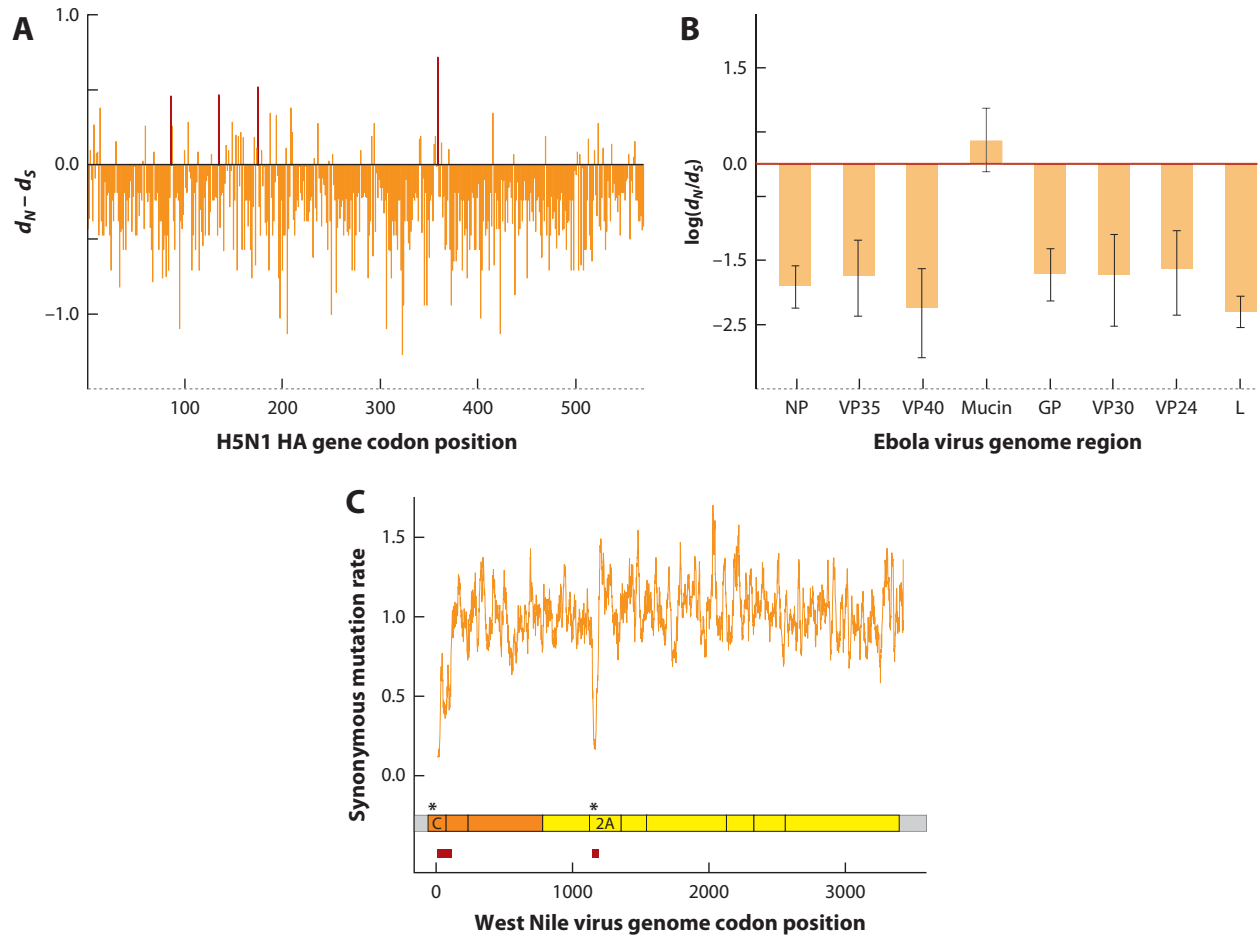 A
1.0
0.0
−1.0
dN − dS
100 200 300 400 500
H5N1 HA gene codon position
B
1.5
0.0
−1.5
−2.5
log(dN/dS)
NP VP35 VP40 Mucin GP VP30 VP24 L
Ebola virus genome region
C
1.5
1.0
0.5
0.0
Synonymous mutation rate
* *
C 2A
0 1000 2000 3000
West Nile virus genome codon position